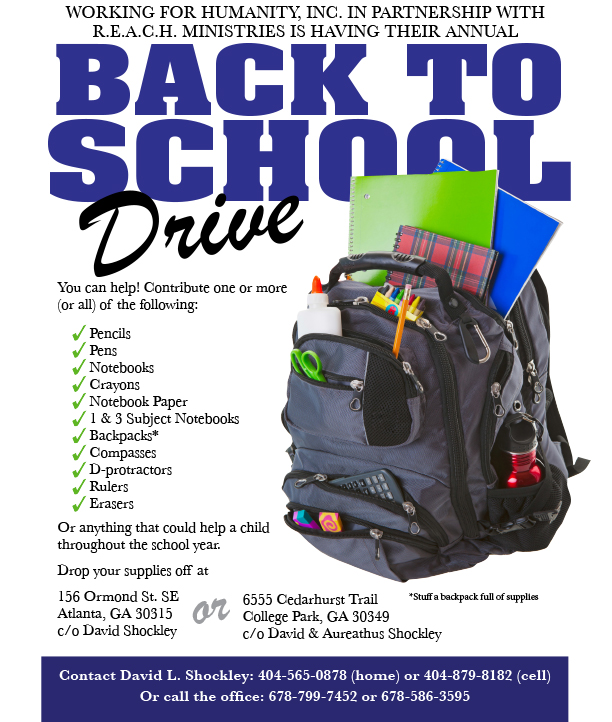 WORKING FOR HUMANITY, INC. IN PARTNERSHIP WITH
R.E.A.C.H. MINISTRIES IS HAVING THEIR ANNUAL
BACK TO
SCHOOL
Drive
You can help! Contribute one or more
(or all) of the following:
Pencils
Pens
Notebooks
Crayons
Notebook Paper
1 & 3 Subject Notebooks
Backpacks*
Compasses
D-protractors
Rulers
Erasers
Or anything that could help a child
throughout the school year.
Drop your supplies off at
156 Ormond St. SE
Atlanta, GA 30315
c/o David Shockley
or
6555 Cedarhurst Trail
College Park, GA 30349
c/o David & Aureathus Shockley
*Stuff a backpack full of supplies
Contact David L. Shockley: 404-565-0878 (home) or 404-879-8182 (cell)
Or call the office: 678-799-7452 or 678-586-3595